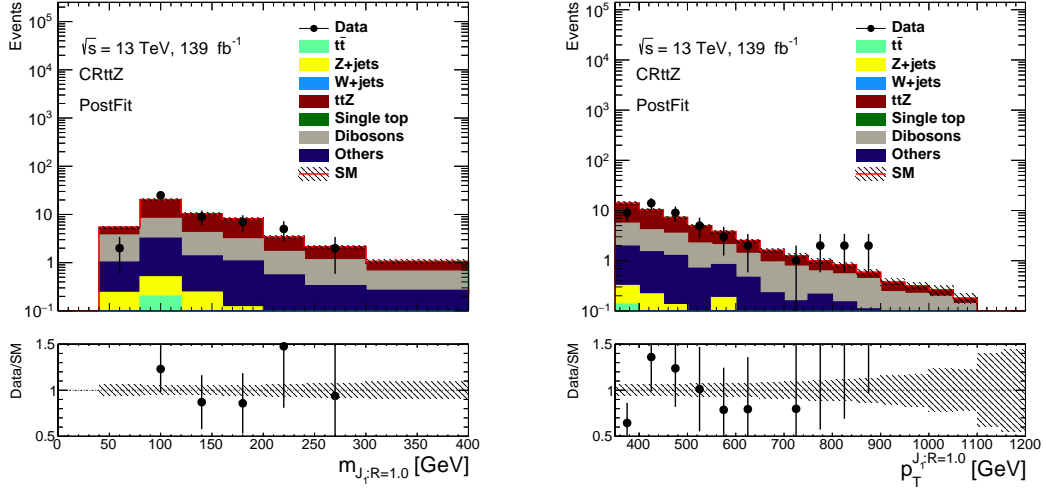 Events
10^5
10^4
10^3
10^2
10
1
10^-1
√s = 13 TeV, 139 fb^-1
CRttZ
PostFit
Data
tt̄
Z+jets
W+jets
ttZ
Single top
Dibosons
Others
SM
Data/SM
1.5
1
0.5
0 50 100 150 200 250 300 350 400
m_J₁:R=1.0 [GeV]
Events
10^5
10^4
10^3
10^2
10
1
10^-1
√s = 13 TeV, 139 fb^-1
CRttZ
PostFit
Data
tt̄
Z+jets
W+jets
ttZ
Single top
Dibosons
Others
SM
Data/SM
1.5
1
0.5
400 500 600 700 800 900 1000 1100 1200
p_T^J₁:R=1.0 [GeV]